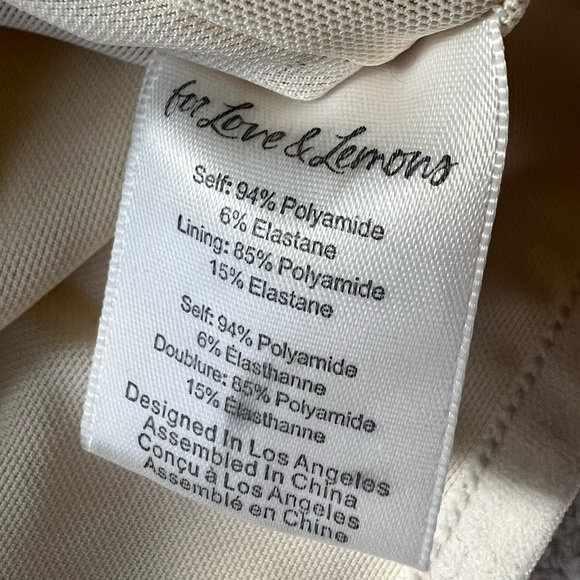 for Love & Lemons
Self: 94% Polyamide
6% Elastane
Lining: 85% Polyamide
15% Elastane
Self: 94% Polyamide
6% Élasthanne
Doublure: 85% Polyamide
15% Élasthanne
Designed In Los Angeles
Assembled In China
Conçu à Los Angeles
Assemblé en Chine